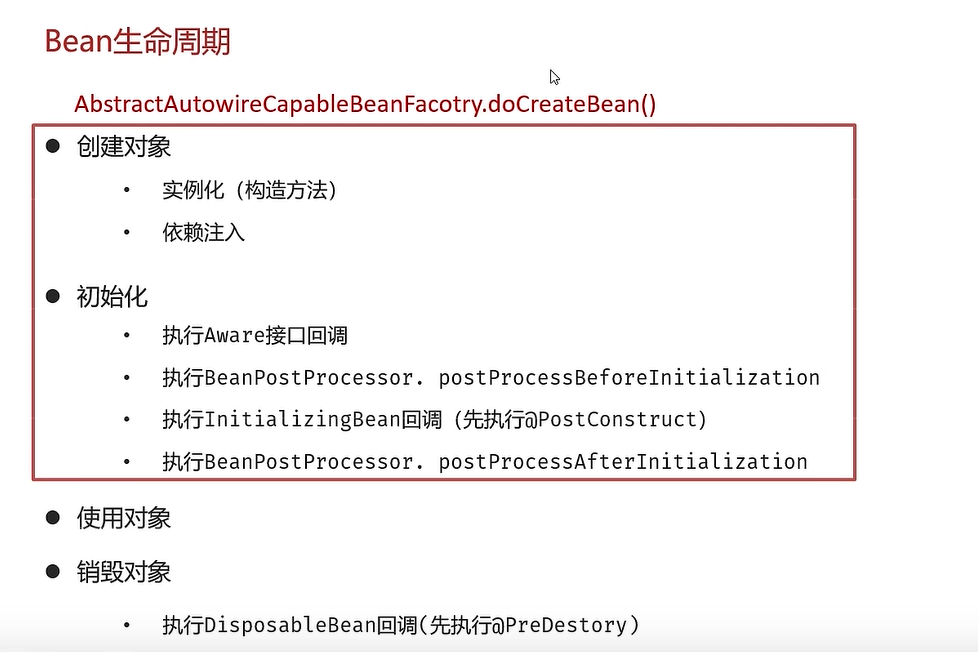 Bean生命周期
AbstractAutowireCapableBeanFacotry.doCreateBean()
● 创建对象
• 实例化（构造方法）
• 依赖注入
● 初始化
• 执行Aware接口回调
• 执行BeanPostProcessor. postProcessBeforeInitialization
• 执行InitializingBean回调（先执行@PostConstruct）
• 执行BeanPostProcessor. postProcessAfterInitialization
● 使用对象
● 销毁对象
• 执行DisposableBean回调(先执行@PreDestory)